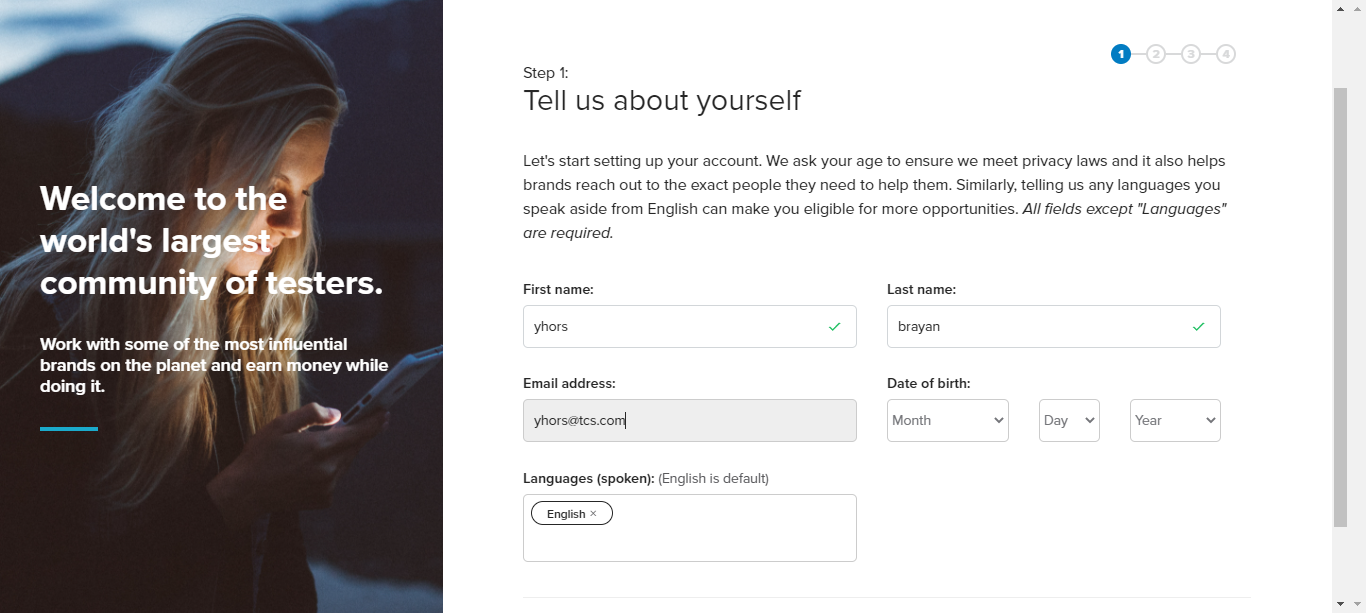 Welcome to the
world's largest
community of testers.
Work with some of the most influential
brands on the planet and earn money while
doing it.
1 2 3 4
Step 1:
Tell us about yourself
Let's start setting up your account. We ask your age to ensure we meet privacy laws and it also helps
brands reach out to the exact people they need to help them. Similarly, telling us any languages you
speak aside from English can make you eligible for more opportunities. All fields except "Languages"
are required.
First name: Last name:
yhors brayan
Email address: Date of birth:
yhors@tcs.com Month Day Year
Languages (spoken): (English is default)
English ×